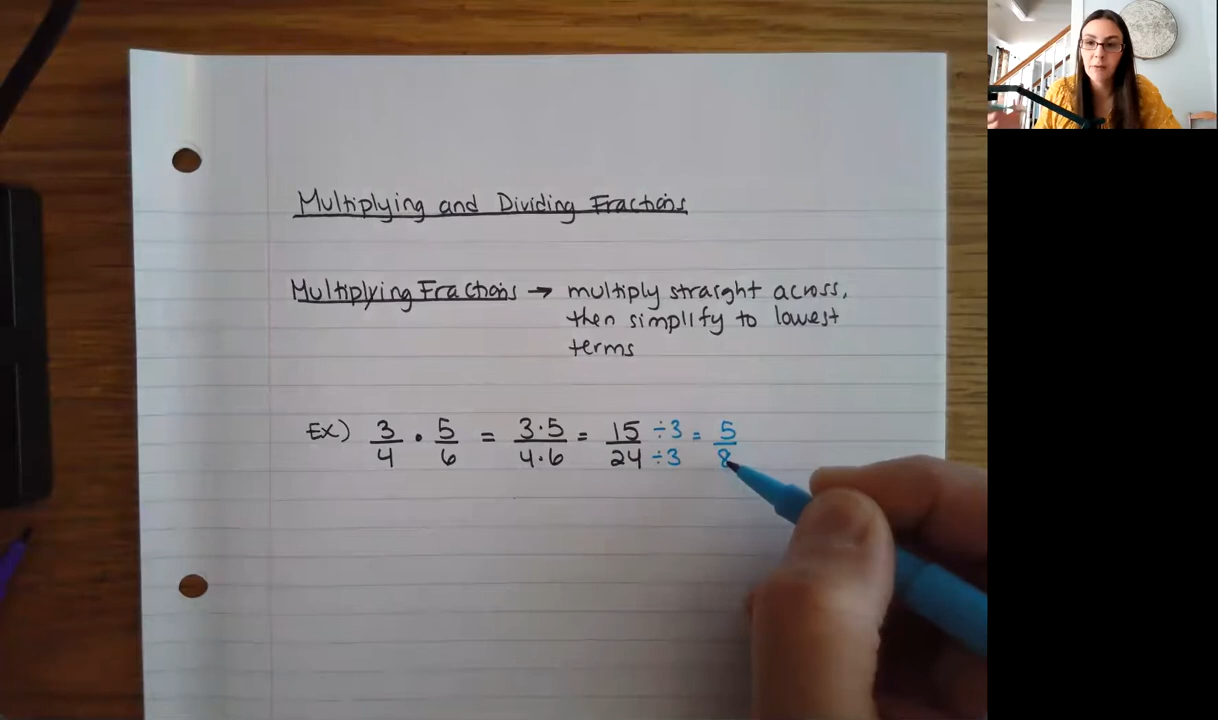 Multiplying and Dividing Fractions
Multiplying Fractions → multiply straight across,
then simplify to lowest
terms
EX) 3/4 · 5/6 = 3·5/4·6 = 15/24 ÷3/÷3 = 5/8